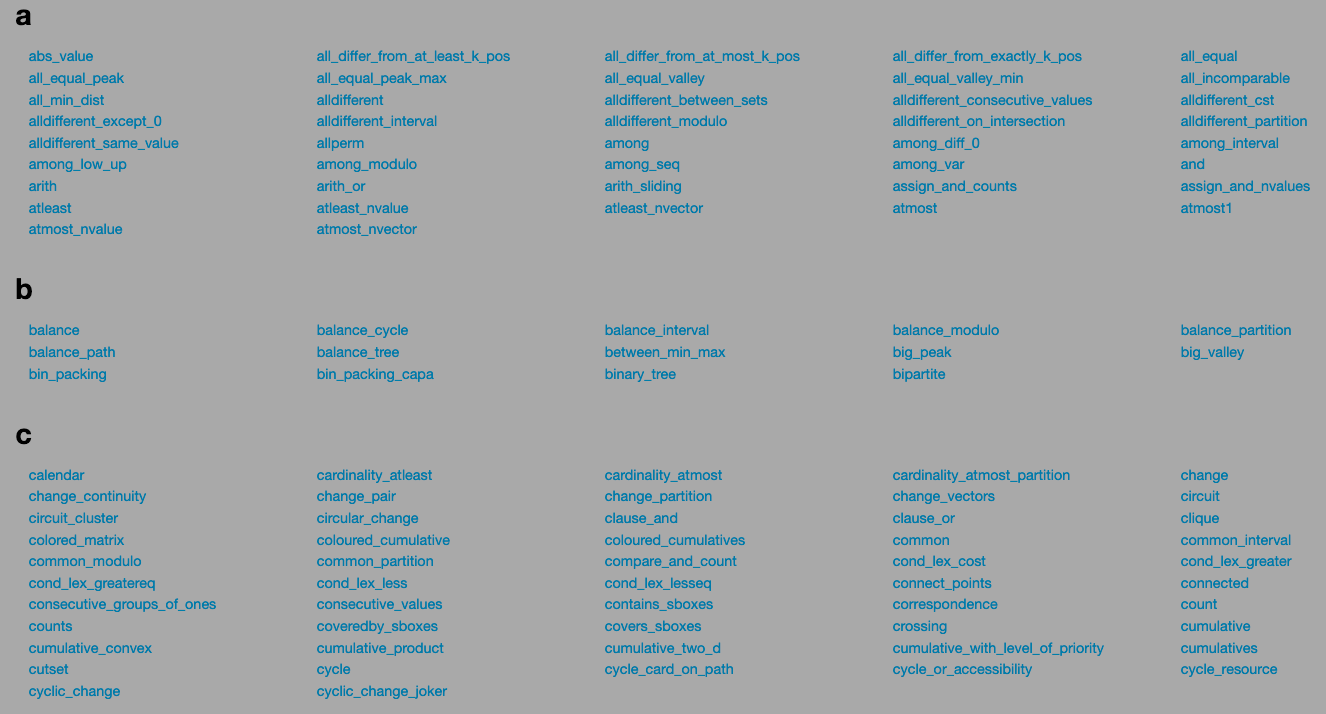 a
abs_value all_differ_from_at_least_k_pos all_differ_from_at_most_k_pos all_differ_from_exactly_k_pos all_equal
all_equal_peak all_equal_peak_max all_equal_valley all_equal_valley_min all_incomparable
all_min_dist alldifferent alldifferent_between_sets alldifferent_consecutive_values alldifferent_cst
alldifferent_except_0 alldifferent_interval alldifferent_modulo alldifferent_on_intersection alldifferent_partition
alldifferent_same_value allperm among among_diff_0 among_interval
among_low_up among_modulo among_seq among_var and
arith arith_or arith_sliding assign_and_counts assign_and_nvalues
atleast atleast_nvalue atleast_nvector atmost atmost1
atmost_nvalue atmost_nvector
b
balance balance_cycle balance_interval balance_modulo balance_partition
balance_path balance_tree between_min_max big_peak big_valley
bin_packing bin_packing_capa binary_tree bipartite
c
calendar cardinality_atleast cardinality_atmost cardinality_atmost_partition change
change_continuity change_pair change_partition change_vectors circuit
circuit_cluster circular_change clause_and clause_or clique
colored_matrix coloured_cumulative coloured_cumulatives common common_interval
common_modulo common_partition compare_and_count cond_lex_cost cond_lex_greater
cond_lex_greatereq cond_lex_less cond_lex_lesseq connect_points connected
consecutive_groups_of_ones consecutive_values contains_sboxes correspondence count
counts coveredby_sboxes covers_sboxes crossing cumulative
cumulative_convex cumulative_product cumulative_two_d cumulative_with_level_of_priority cumulatives
cutset cycle cycle_card_on_path cycle_or_accessibility cycle_resource
cyclic_change cyclic_change_joker